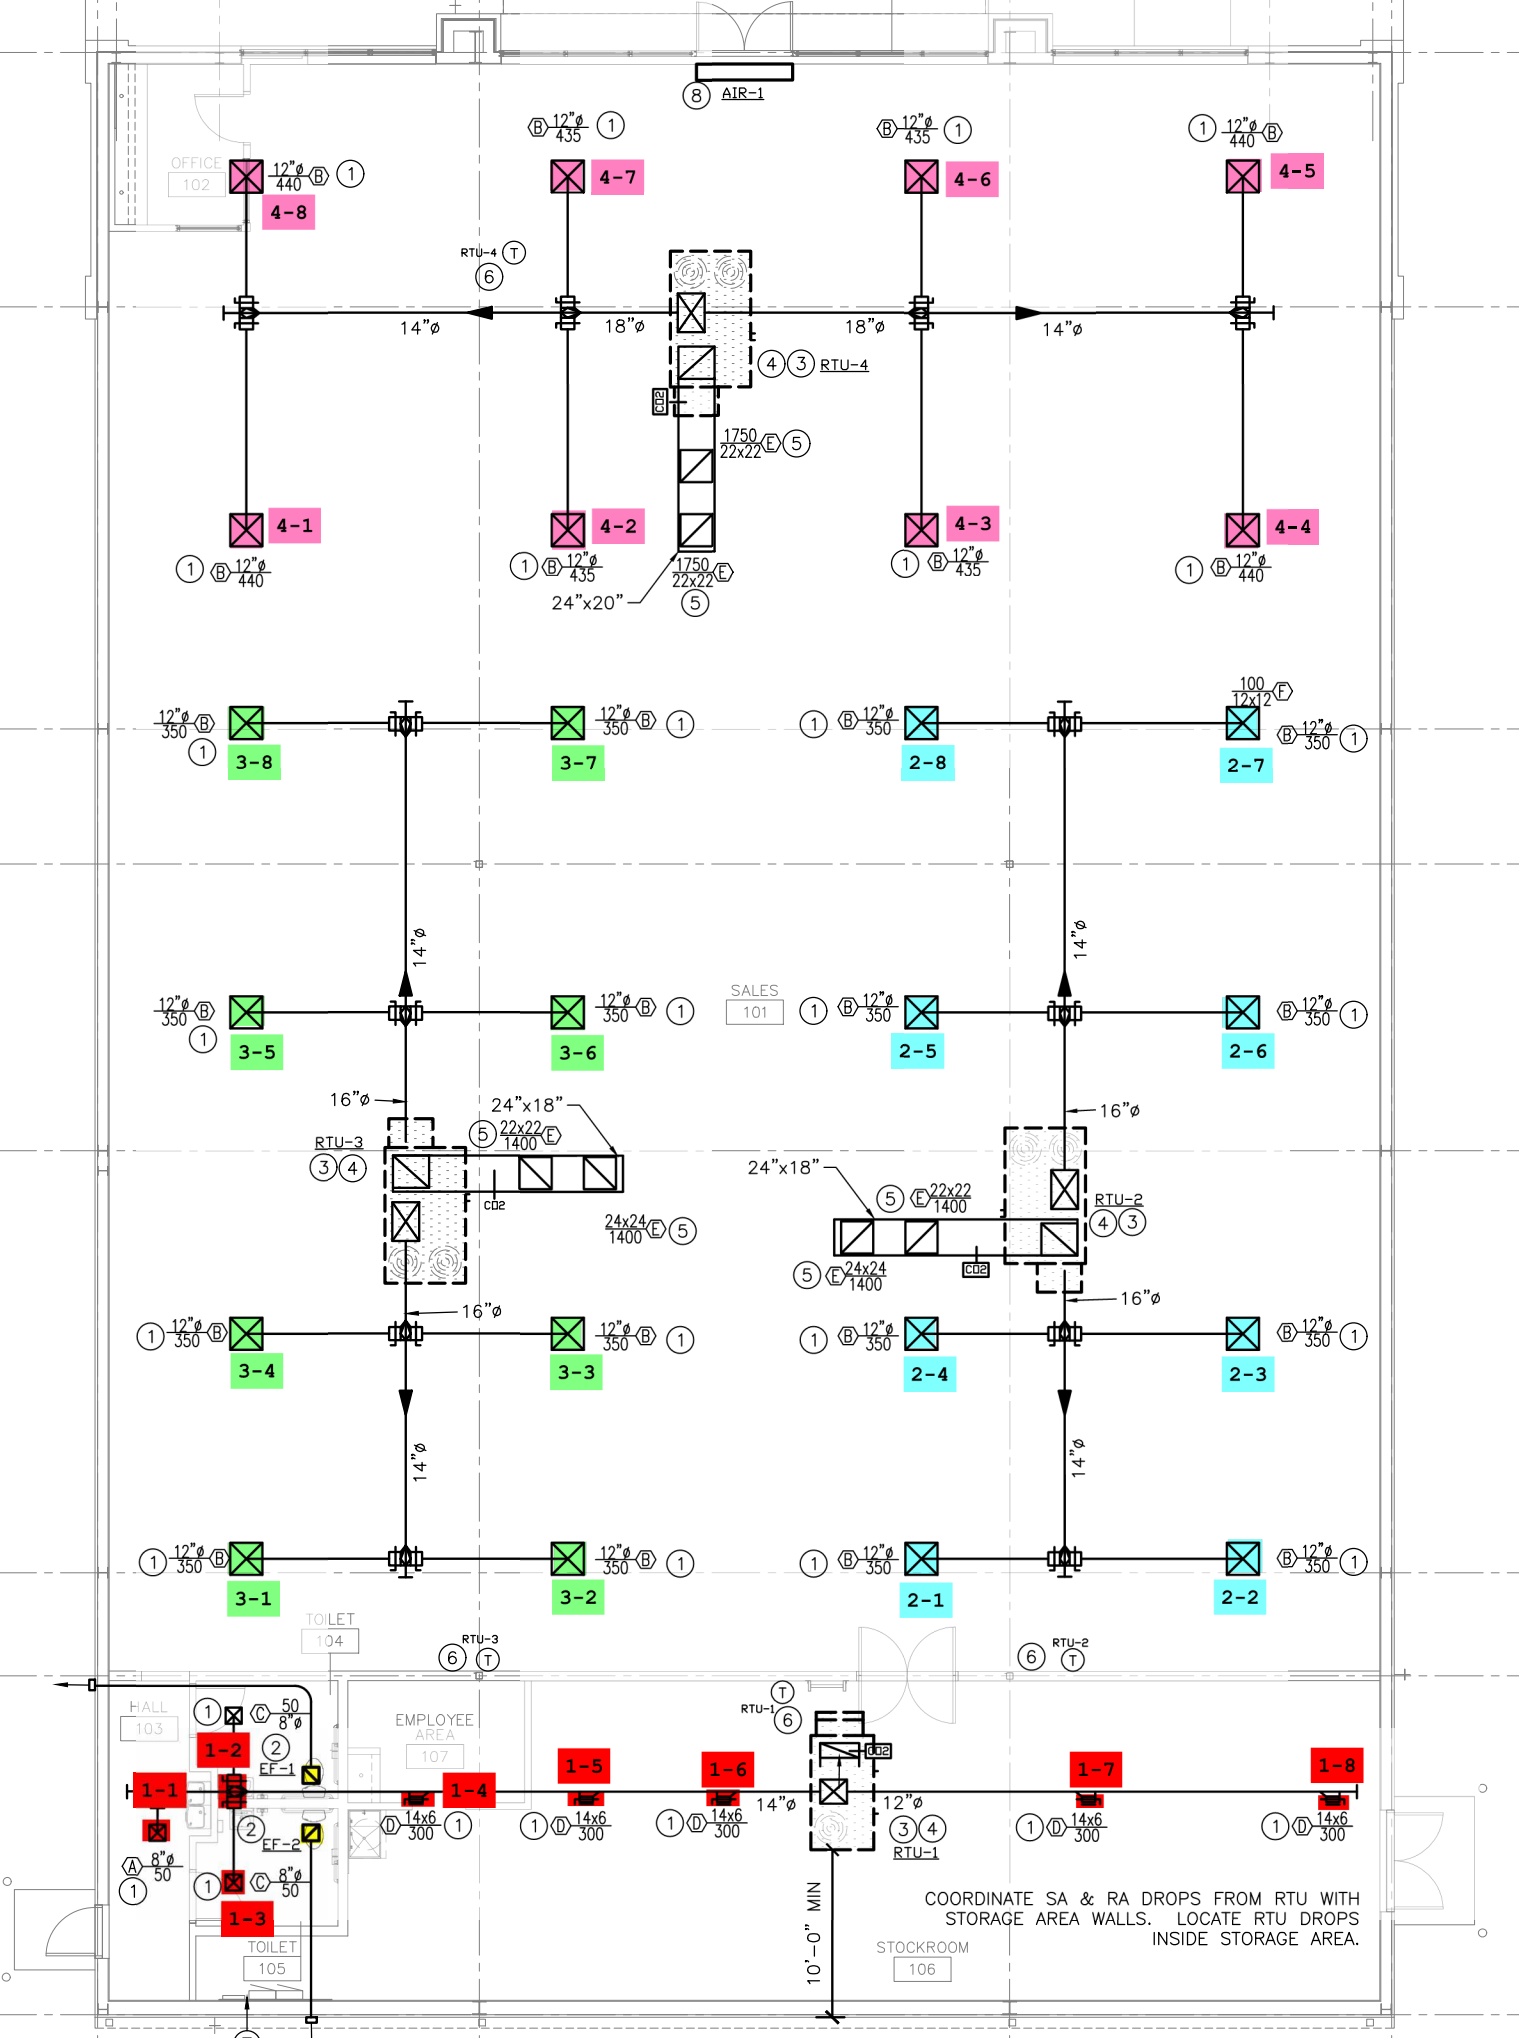 8 AIR-1
B 12"ø 1
435
B 12"ø 1
435
1 12"ø B
440
OFFICE
102
12"ø B 1
440
4-8
4-7
4-6
4-5
RTU-4 T
6
14"ø
18"ø
18"ø
14"ø
4 3 RTU-4
CO2
1750 E 5
22x22
4-1
4-2
4-3
4-4
1 B 12"ø
440
1 B 12"ø
435
1750 E
22x22
5
24"x20"
1 B 12"ø
435
1 B 12"ø
440
12"ø B
350
1
3-8
12"ø B 1
350
3-7
1 B 12"ø
350
2-8
100 F
12x12
B 12"ø 1
350
2-7
14"ø
14"ø
SALES
101
12"ø B
350
1
3-5
12"ø B 1
350
3-6
1 B 12"ø
350
2-5
B 12"ø 1
350
2-6
16"ø
24"x18"
16"ø
RTU-3
3 4
5 22x22 E
1400
CO2
24x24 E 5
1400
24"x18"
5 E 22x22
1400
RTU-2
4 3
5 E 24x24
1400
CO2
16"ø
16"ø
1 12"ø B
350
3-4
12"ø B 1
350
3-3
1 B 12"ø
350
2-4
B 12"ø 1
350
2-3
14"ø
14"ø
1 12"ø B
350
3-1
12"ø B 1
350
3-2
1 B 12"ø
350
2-1
B 12"ø 1
350
2-2
TOILET
104
RTU-3
6 T
RTU-2
6 T
HALL
103
1 C 50
8"ø
EMPLOYEE
AREA
107
T
RTU-1 6
CO2
1-2
2
EF-1
1-1
1-4
1-5
1-6
1-7
1-8
14"ø
12"ø
2
EF-2
D 14x6 1
300
1 D 14x6
300
1 D 14x6
300
3 4
RTU-1
1 D 14x6
300
1 D 14x6
300
A 8"ø
50
1
1 C 8"ø
50
1-3
10'-0" MIN
COORDINATE SA & RA DROPS FROM RTU WITH
STORAGE AREA WALLS. LOCATE RTU DROPS
INSIDE STORAGE AREA.
TOILET
105
STOCKROOM
106